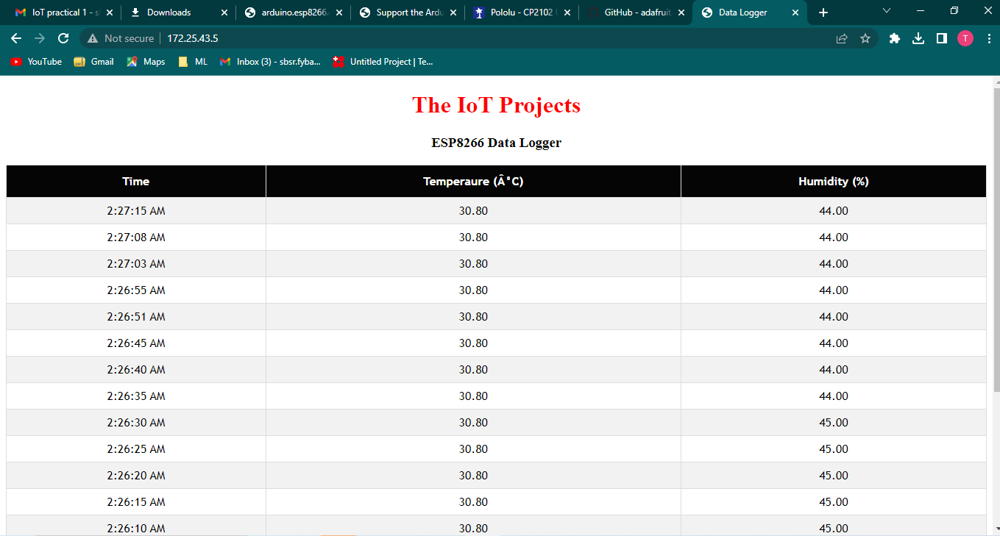 IoT practical 1 - s
Downloads
arduino.esp8266.
Support the Ardu
Pololu - CP2102
GitHub - adafruit
Data Logger
Not secure 172.25.43.5
T
YouTube Gmail Maps ML Inbox (3) - sbsr.fyba... Untitled Project | Te...
The IoT Projects
ESP8266 Data Logger
Time Temperaure (Â°C) Humidity (%)
2:27:15 AM 30.80 44.00
2:27:08 AM 30.80 44.00
2:27:03 AM 30.80 44.00
2:26:55 AM 30.80 44.00
2:26:51 AM 30.80 44.00
2:26:45 AM 30.80 44.00
2:26:40 AM 30.80 44.00
2:26:35 AM 30.80 44.00
2:26:30 AM 30.80 45.00
2:26:25 AM 30.80 45.00
2:26:20 AM 30.80 45.00
2:26:15 AM 30.80 45.00
2:26:10 AM 30.80 45.00